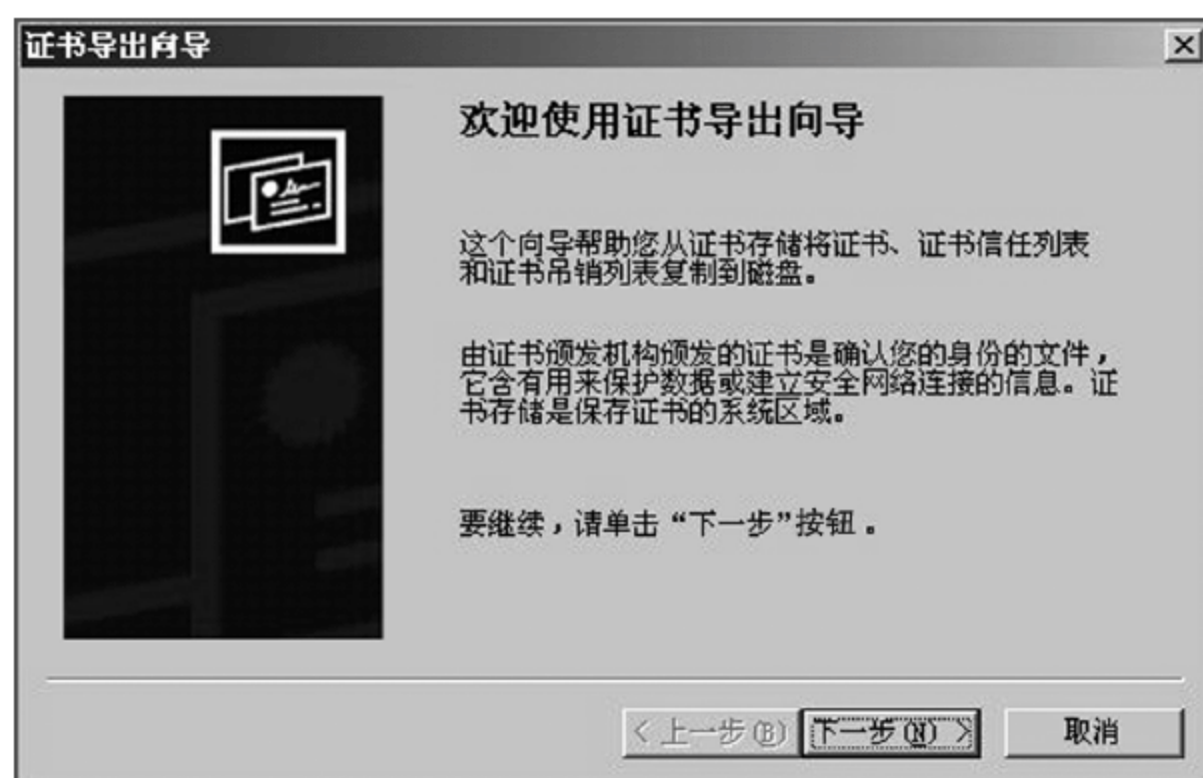 证书导出向导
欢迎使用证书导出向导
这个向导帮助您从证书存储将证书、证书信任列表
和证书吊销列表复制到磁盘。
由证书颁发机构颁发的证书是确认您的身份的文件，
它含有用来保护数据或建立安全网络连接的信息。证
书存储是保存证书的系统区域。
要继续，请单击“下一步”按钮。
< 上一步(B) 下一步(N) > 取消